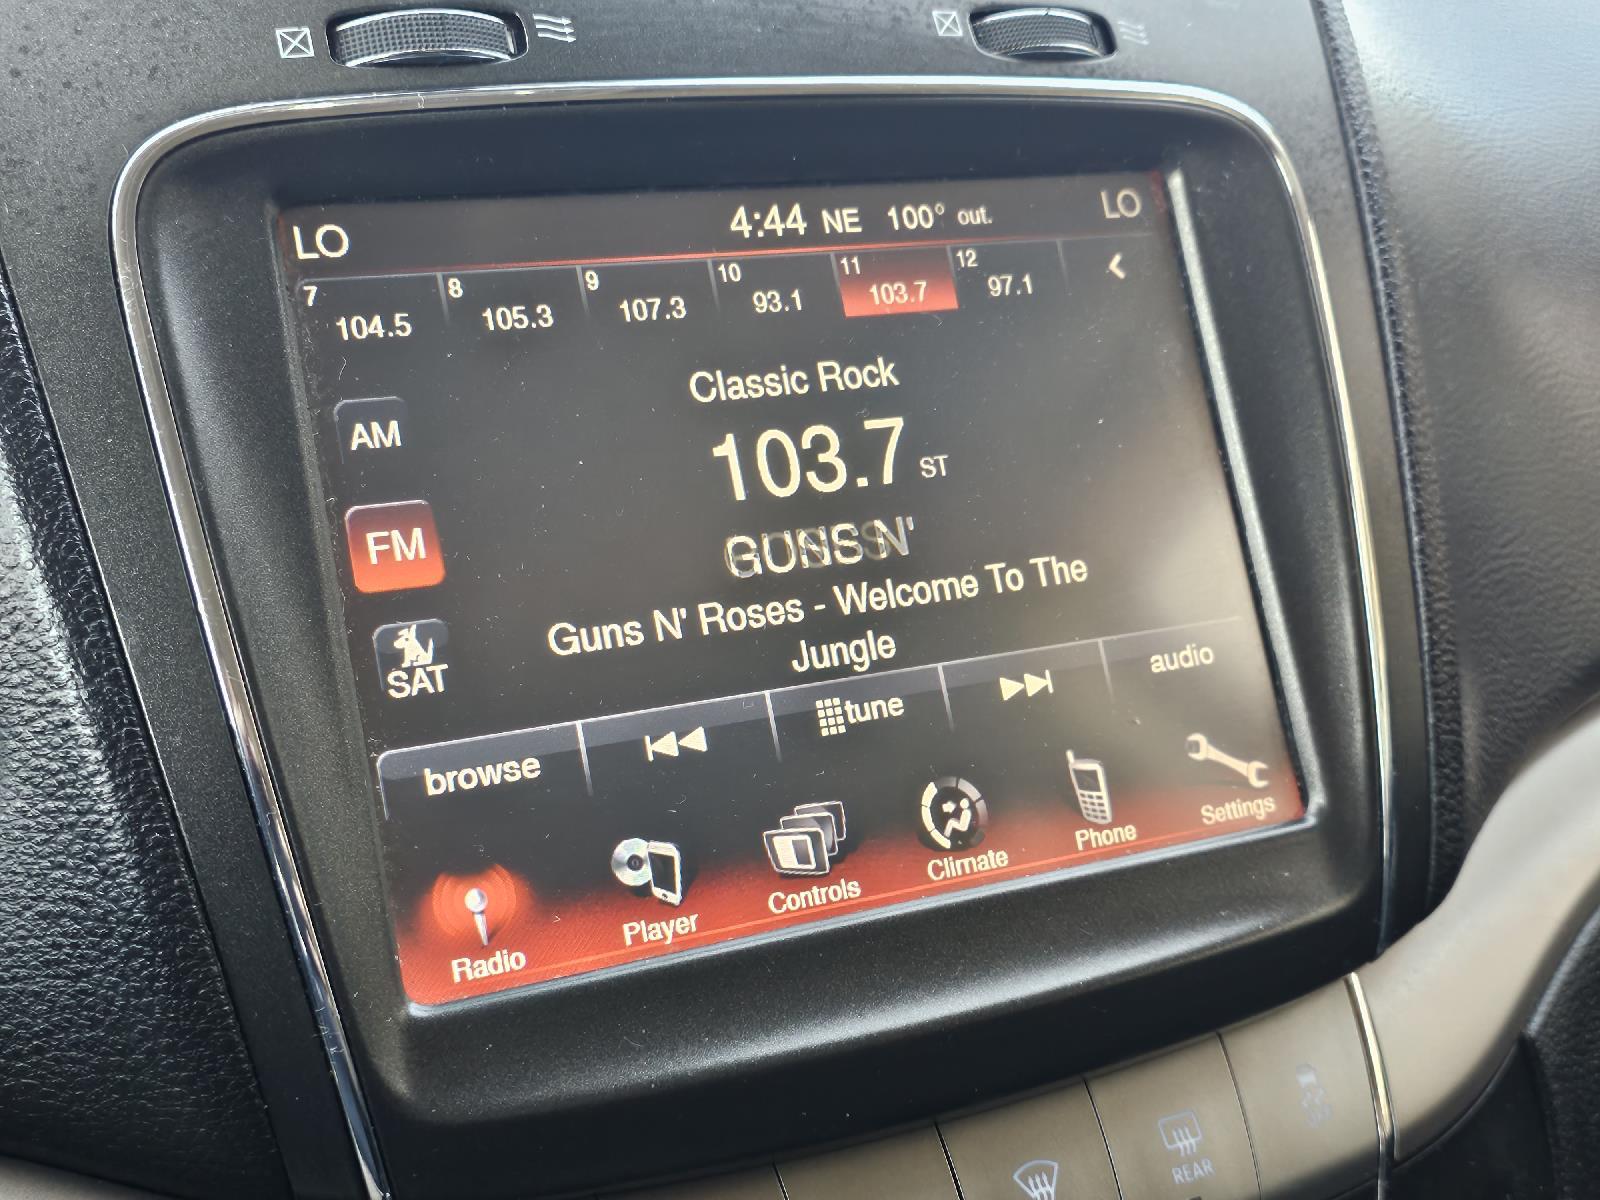 LO 4:44 NE 100° out. LO
7 8 9 10 11 12
104.5 105.3 107.3 93.1 103.7 97.1
Classic Rock
AM
103.7 ST
FM
GUNS N'
Guns N' Roses - Welcome To The
Jungle
SAT
browse tune audio
Radio Player Controls Climate Phone Settings
REAR